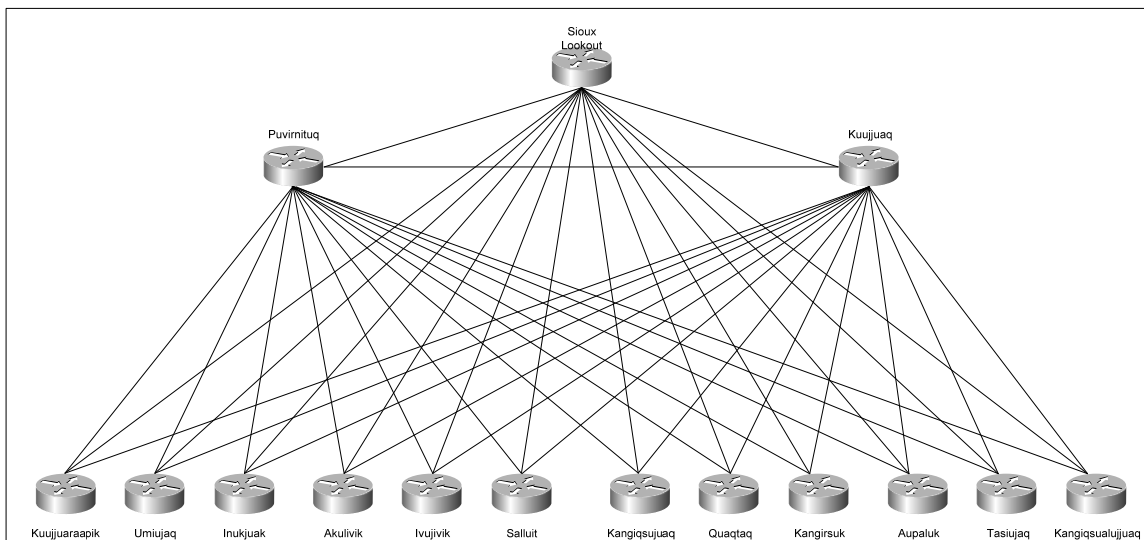 Sioux
Lookout
Puvirnituq
Kuujjuaq
Kuujjuaraapik
Umiujaq
Inukjuak
Akulivik
Ivujivik
Salluit
Kangiqsujuaq
Quaqtaq
Kangirsuk
Aupaluk
Tasiujaq
Kangiqsualujjuaq